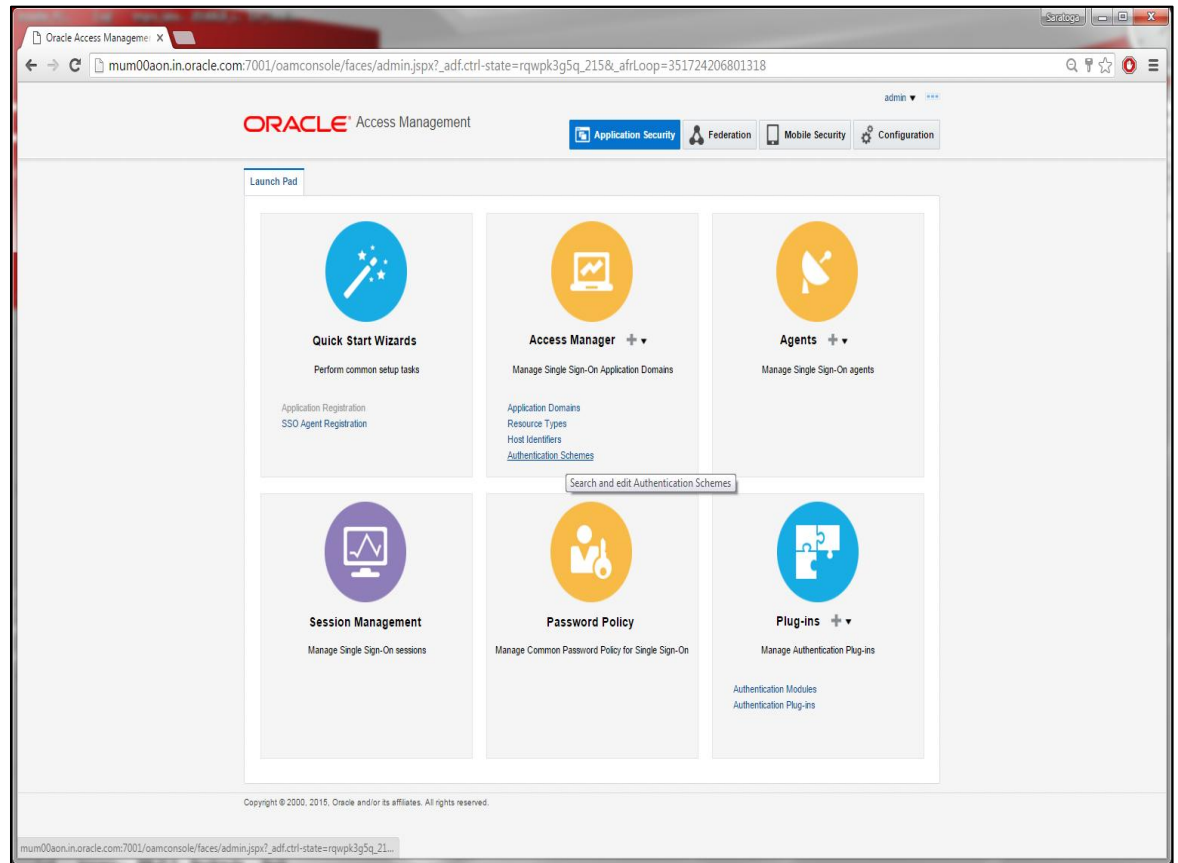 Saratoga
Oracle Access Manageme
mum00aon.in.oracle.com:7001/oamconsole/faces/admin.jspx?_adf.ctrl-state=rqwpk3g5q_215&_afrLoop=351724206801318
admin
ORACLE Access Management
Application Security
Federation
Mobile Security
Configuration
Launch Pad
Quick Start Wizards
Perform common setup tasks
Application Registration
SSO Agent Registration
Access Manager
Manage Single Sign-On Application Domains
Application Domains
Resource Types
Host Identifiers
Authentication Schemes
Search and edit Authentication Schemes
Agents
Manage Single Sign-On agents
Session Management
Manage Single Sign-On sessions
Password Policy
Manage Common Password Policy for Single Sign-On
Plug-ins
Manage Authentication Plug-ins
Authentication Modules
Authentication Plug-ins
Copyright © 2000, 2015, Oracle and/or its affiliates. All rights reserved.
mum00aon.in.oracle.com:7001/oamconsole/faces/admin.jspx?_adf.ctrl-state=rqwpk3g5q_21...